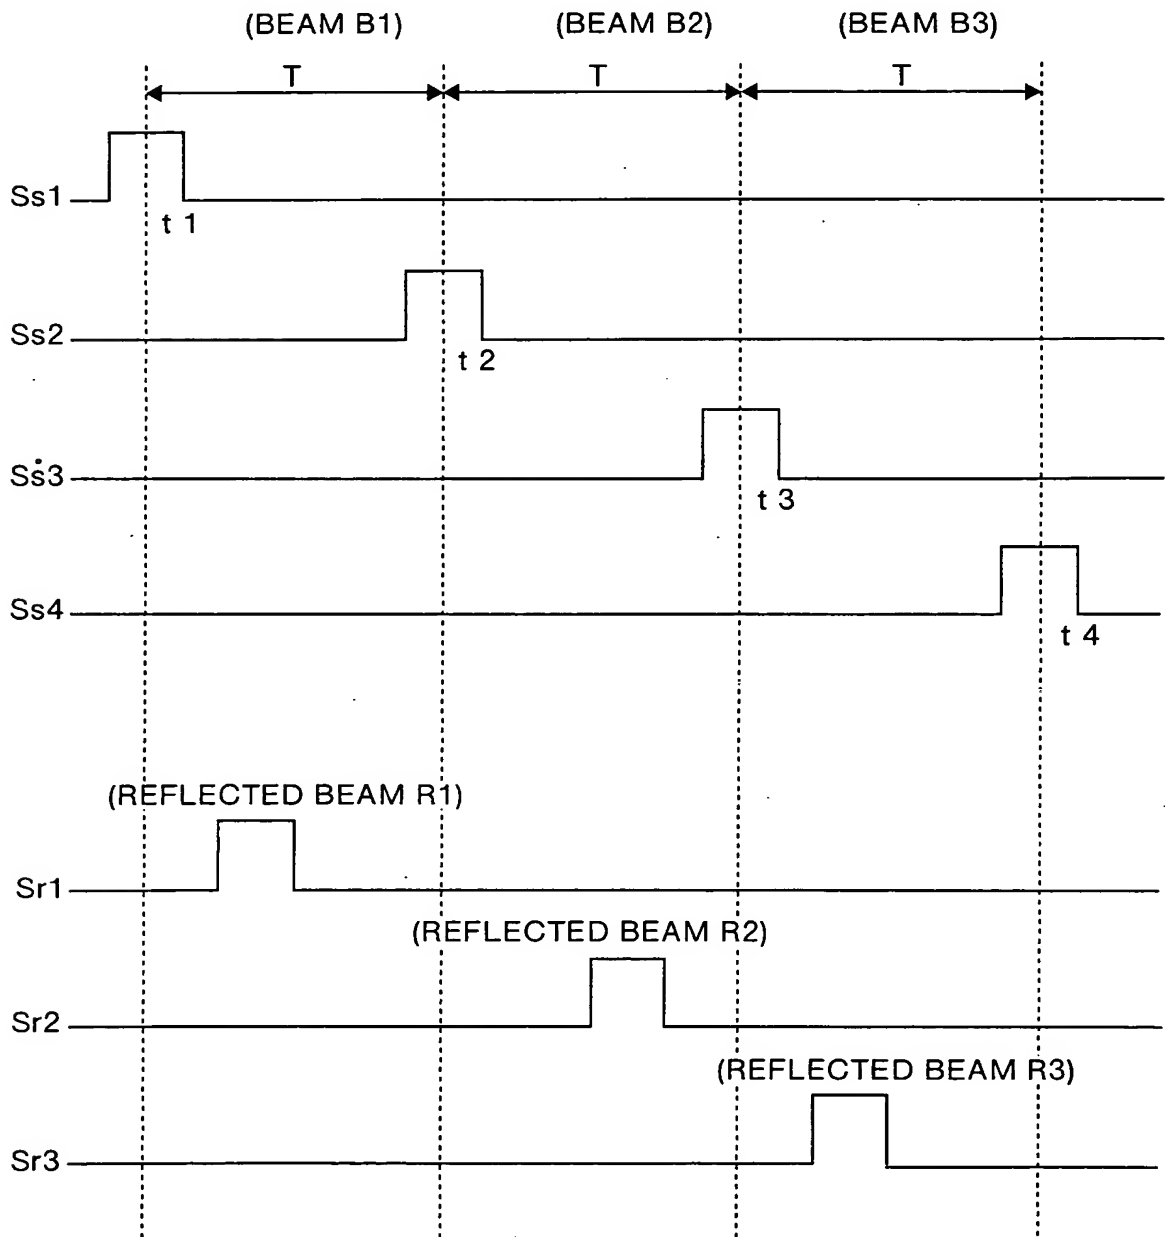 (BEAM B1) (BEAM B2) (BEAM B3)
T T T
Ss1
t 1
Ss2
t 2
Ss3
t 3
Ss4
t 4
(REFLECTED BEAM R1)
Sr1
(REFLECTED BEAM R2)
Sr2
(REFLECTED BEAM R3)
Sr3